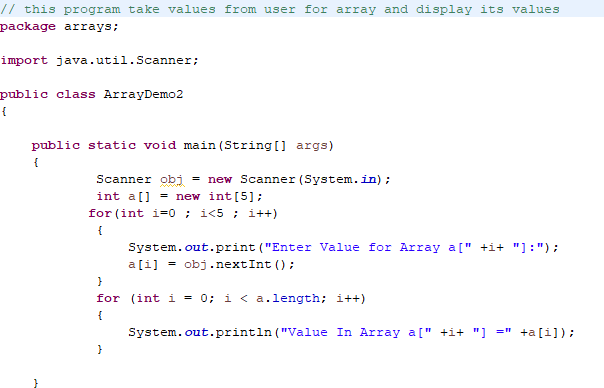 // this program take values from user for array and display its values
package arrays;
import java.util.Scanner;
public class ArrayDemo2
{
public static void main(String[] args)
{
Scanner obj = new Scanner(System.in);
int a[] = new int[5];
for(int i=0 ; i<5 ; i++)
{
System.out.print("Enter Value for Array a[" +i+ "]:");
a[i] = obj.nextInt();
}
for (int i = 0; i < a.length; i++)
{
System.out.println("Value In Array a[" +i+ "] =" +a[i]);
}
}